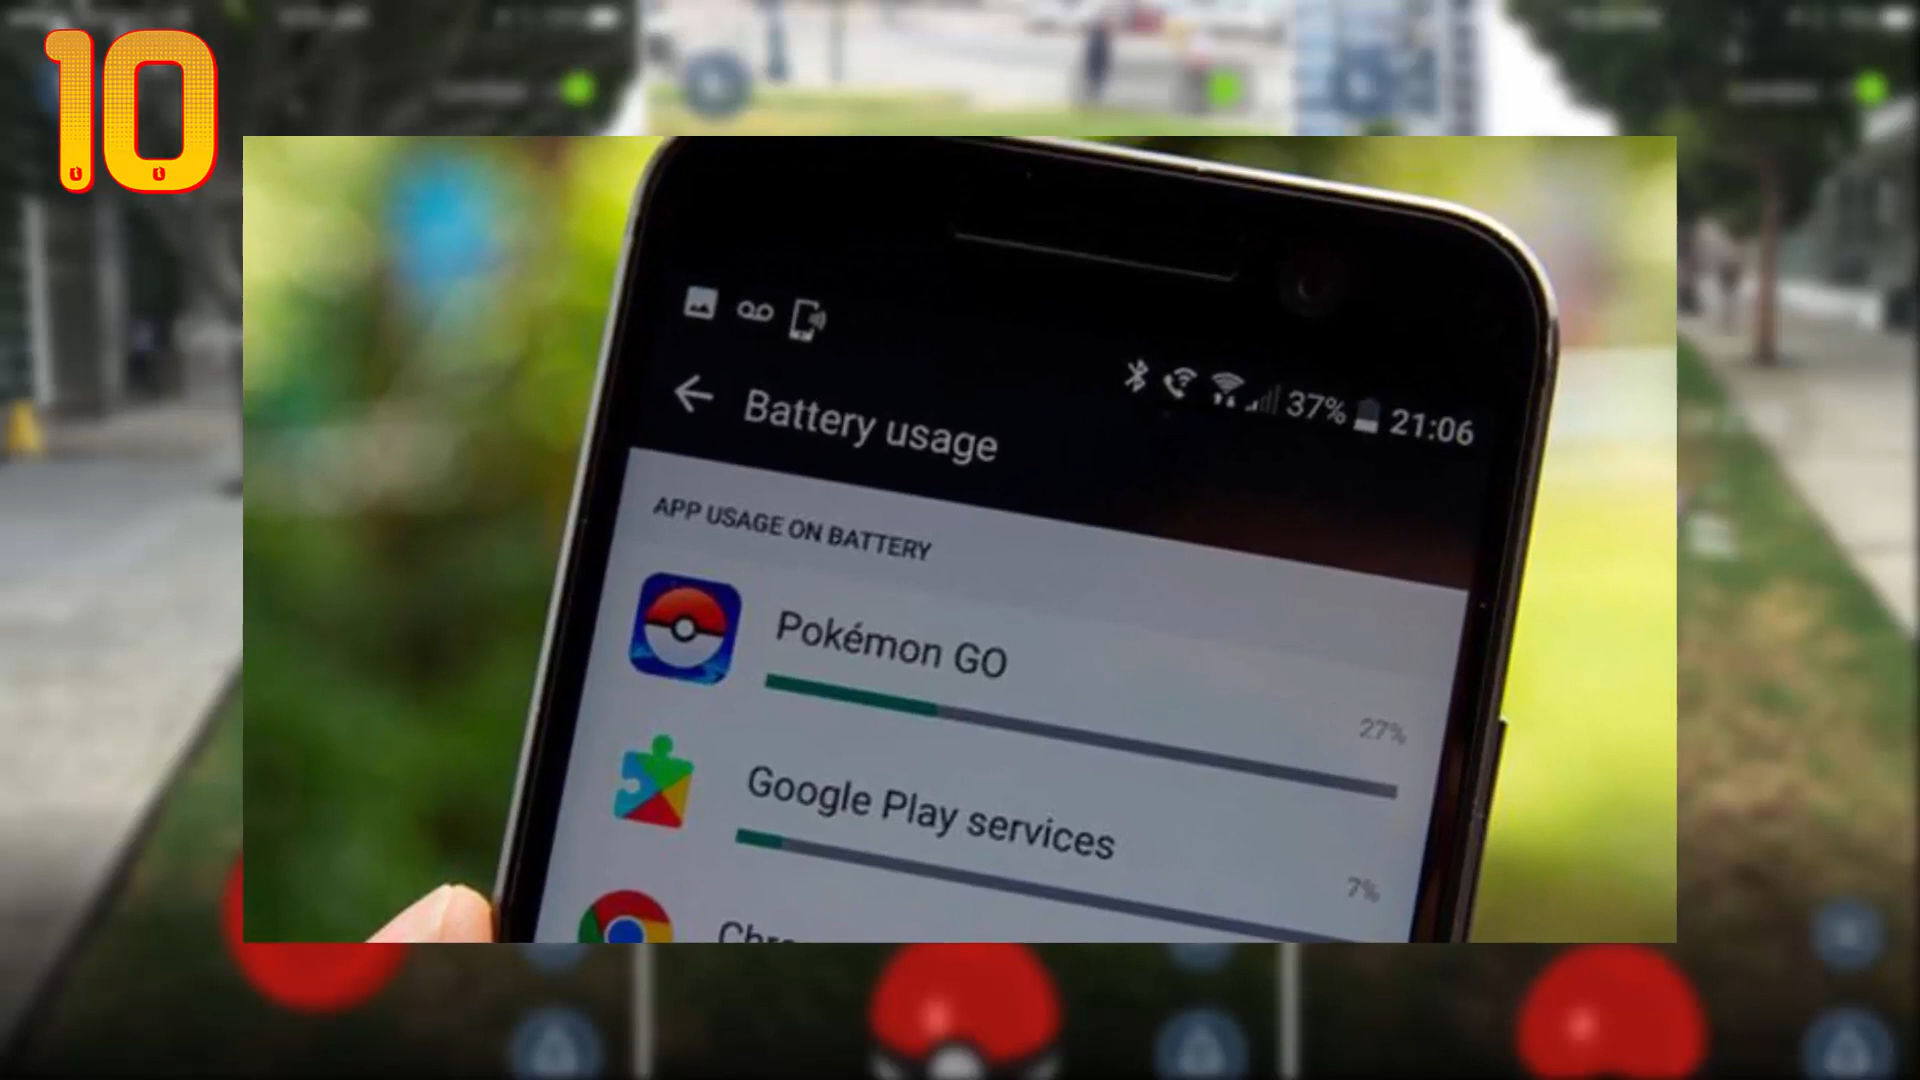 10
37% 21:06
Battery usage
APP USAGE ON BATTERY
Pokémon GO
27%
Google Play services
7%